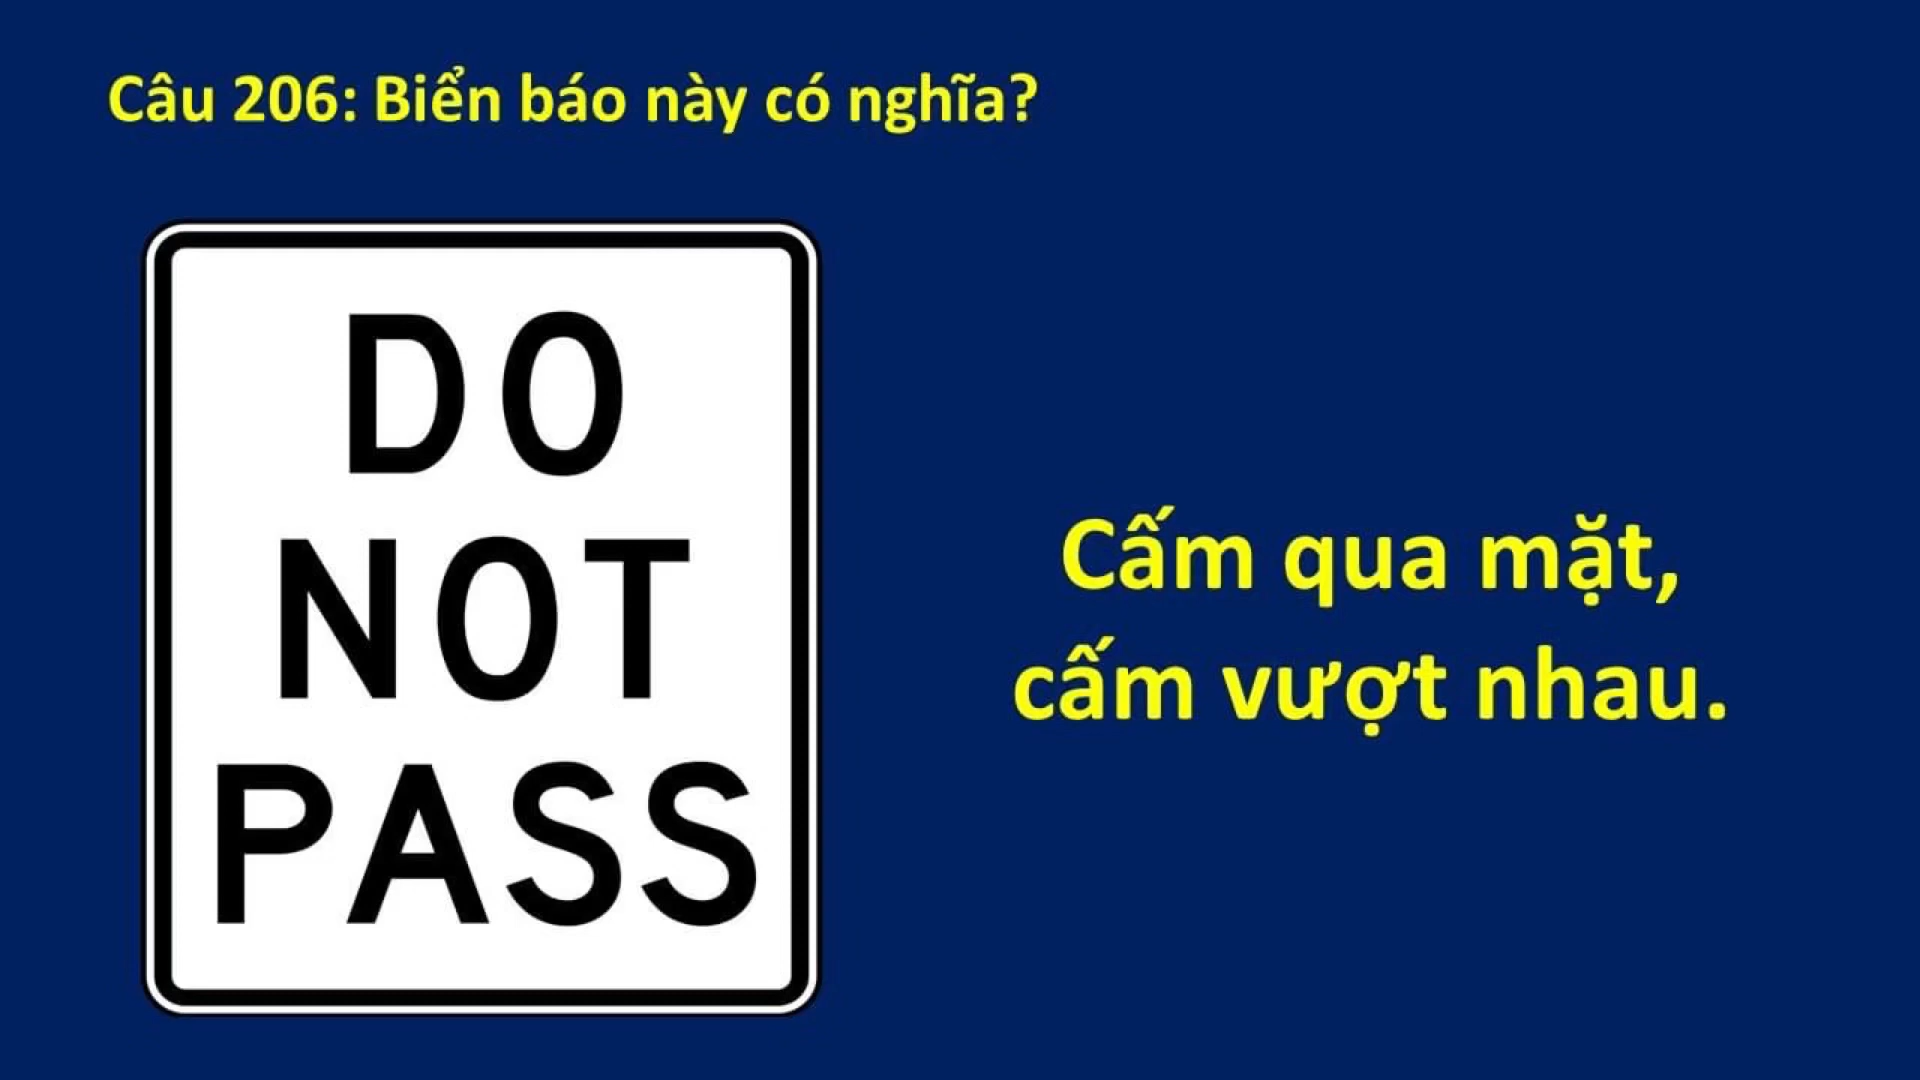 Câu 206: Biển báo này có nghĩa?
DO
NOT
PASS
Cấm qua mặt,
cấm vượt nhau.